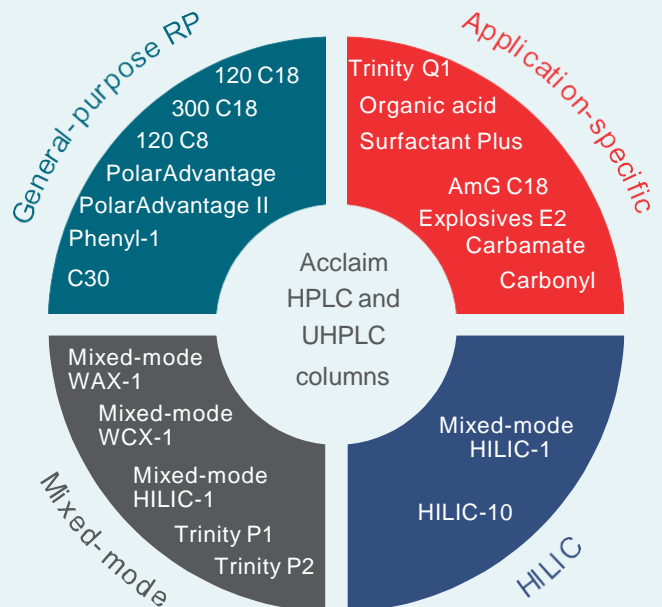 General-purpose RP
120 C18
300 C18
120 C8
PolarAdvantage
PolarAdvantage II
Phenyl-1
C30
Application-specific
Trinity Q1
Organic acid
Surfactant Plus
AmG C18
Explosives E2
Carbamate
Carbonyl
Acclaim
HPLC and
UHPLC
columns
Mixed-mode
WAX-1
Mixed-mode
WCX-1
Mixed-mode
HILIC-1
Trinity P1
Trinity P2
Mixed-mode
Mixed-mode
HILIC-1
HILIC-10
HILIC